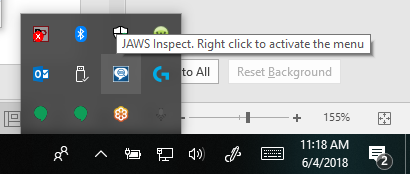 JAWS Inspect. Right click to activate the menu
to All
Reset Background
155%
11:18 AM
6/4/2018
2